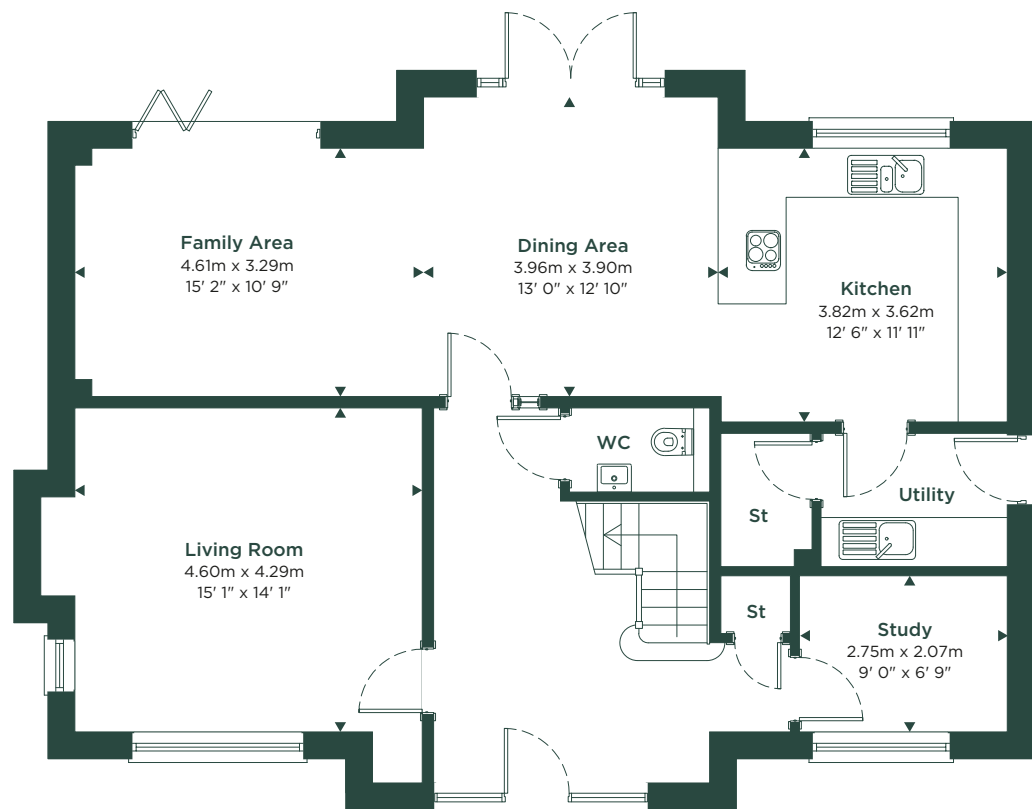 Family Area
4.61m x 3.29m
15' 2" x 10' 9"
Dining Area
3.96m x 3.90m
13' 0" x 12' 10"
Kitchen
3.82m x 3.62m
12' 6" x 11' 11"
WC
Utility
St
Living Room
4.60m x 4.29m
15' 1" x 14' 1"
St
Study
2.75m x 2.07m
9' 0" x 6' 9"